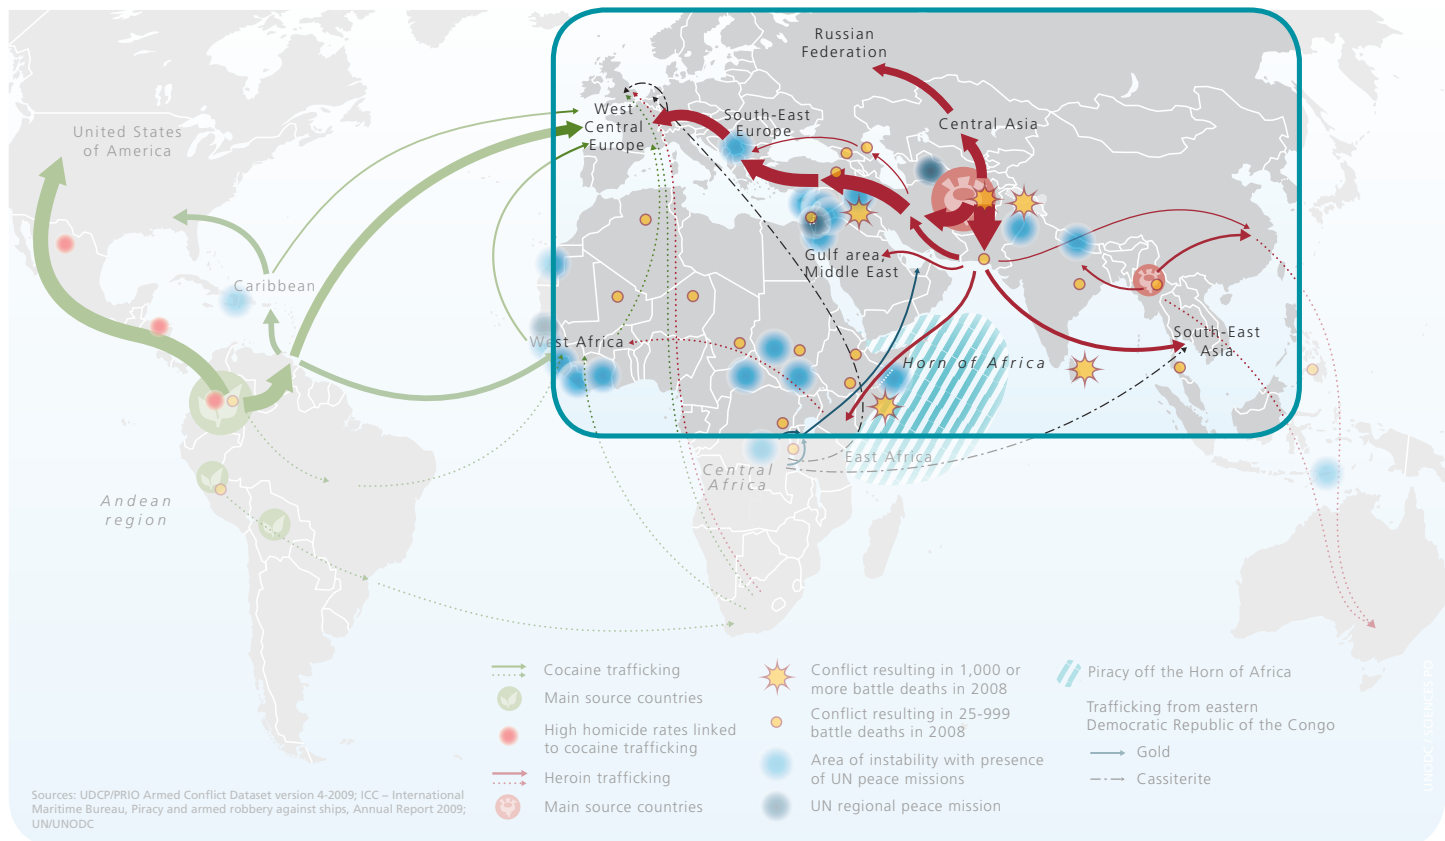 Russian
Federation
West
Central
Europe
South-East
Europe
Central Asia
United States
of America
Gulf area,
Middle East
Caribbean
West Africa
South-East
Asia
Horn of Africa
East Africa
Central
Africa
Andean
region
Cocaine trafficking
Main source countries
High homicide rates linked
to cocaine trafficking
Heroin trafficking
Main source countries
Conflict resulting in 1,000 or
more battle deaths in 2008
Conflict resulting in 25-999
battle deaths in 2008
Area of instability with presence
of UN peace missions
UN regional peace mission
Piracy off the Horn of Africa
Trafficking from eastern
Democratic Republic of the Congo
Gold
Cassiterite
Sources: UDCP/PRIO Armed Conflict Dataset version 4-2009; ICC – International
Maritime Bureau, Piracy and armed robbery against ships, Annual Report 2009;
UN/UNODC
UNODC / SCIENCES PO